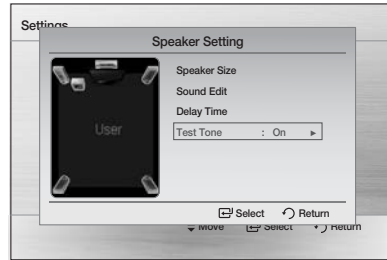 Settings
Speaker Setting
Speaker Size
Sound Edit
Delay Time
Test Tone : On ►
User
Select Return
Move Select Return